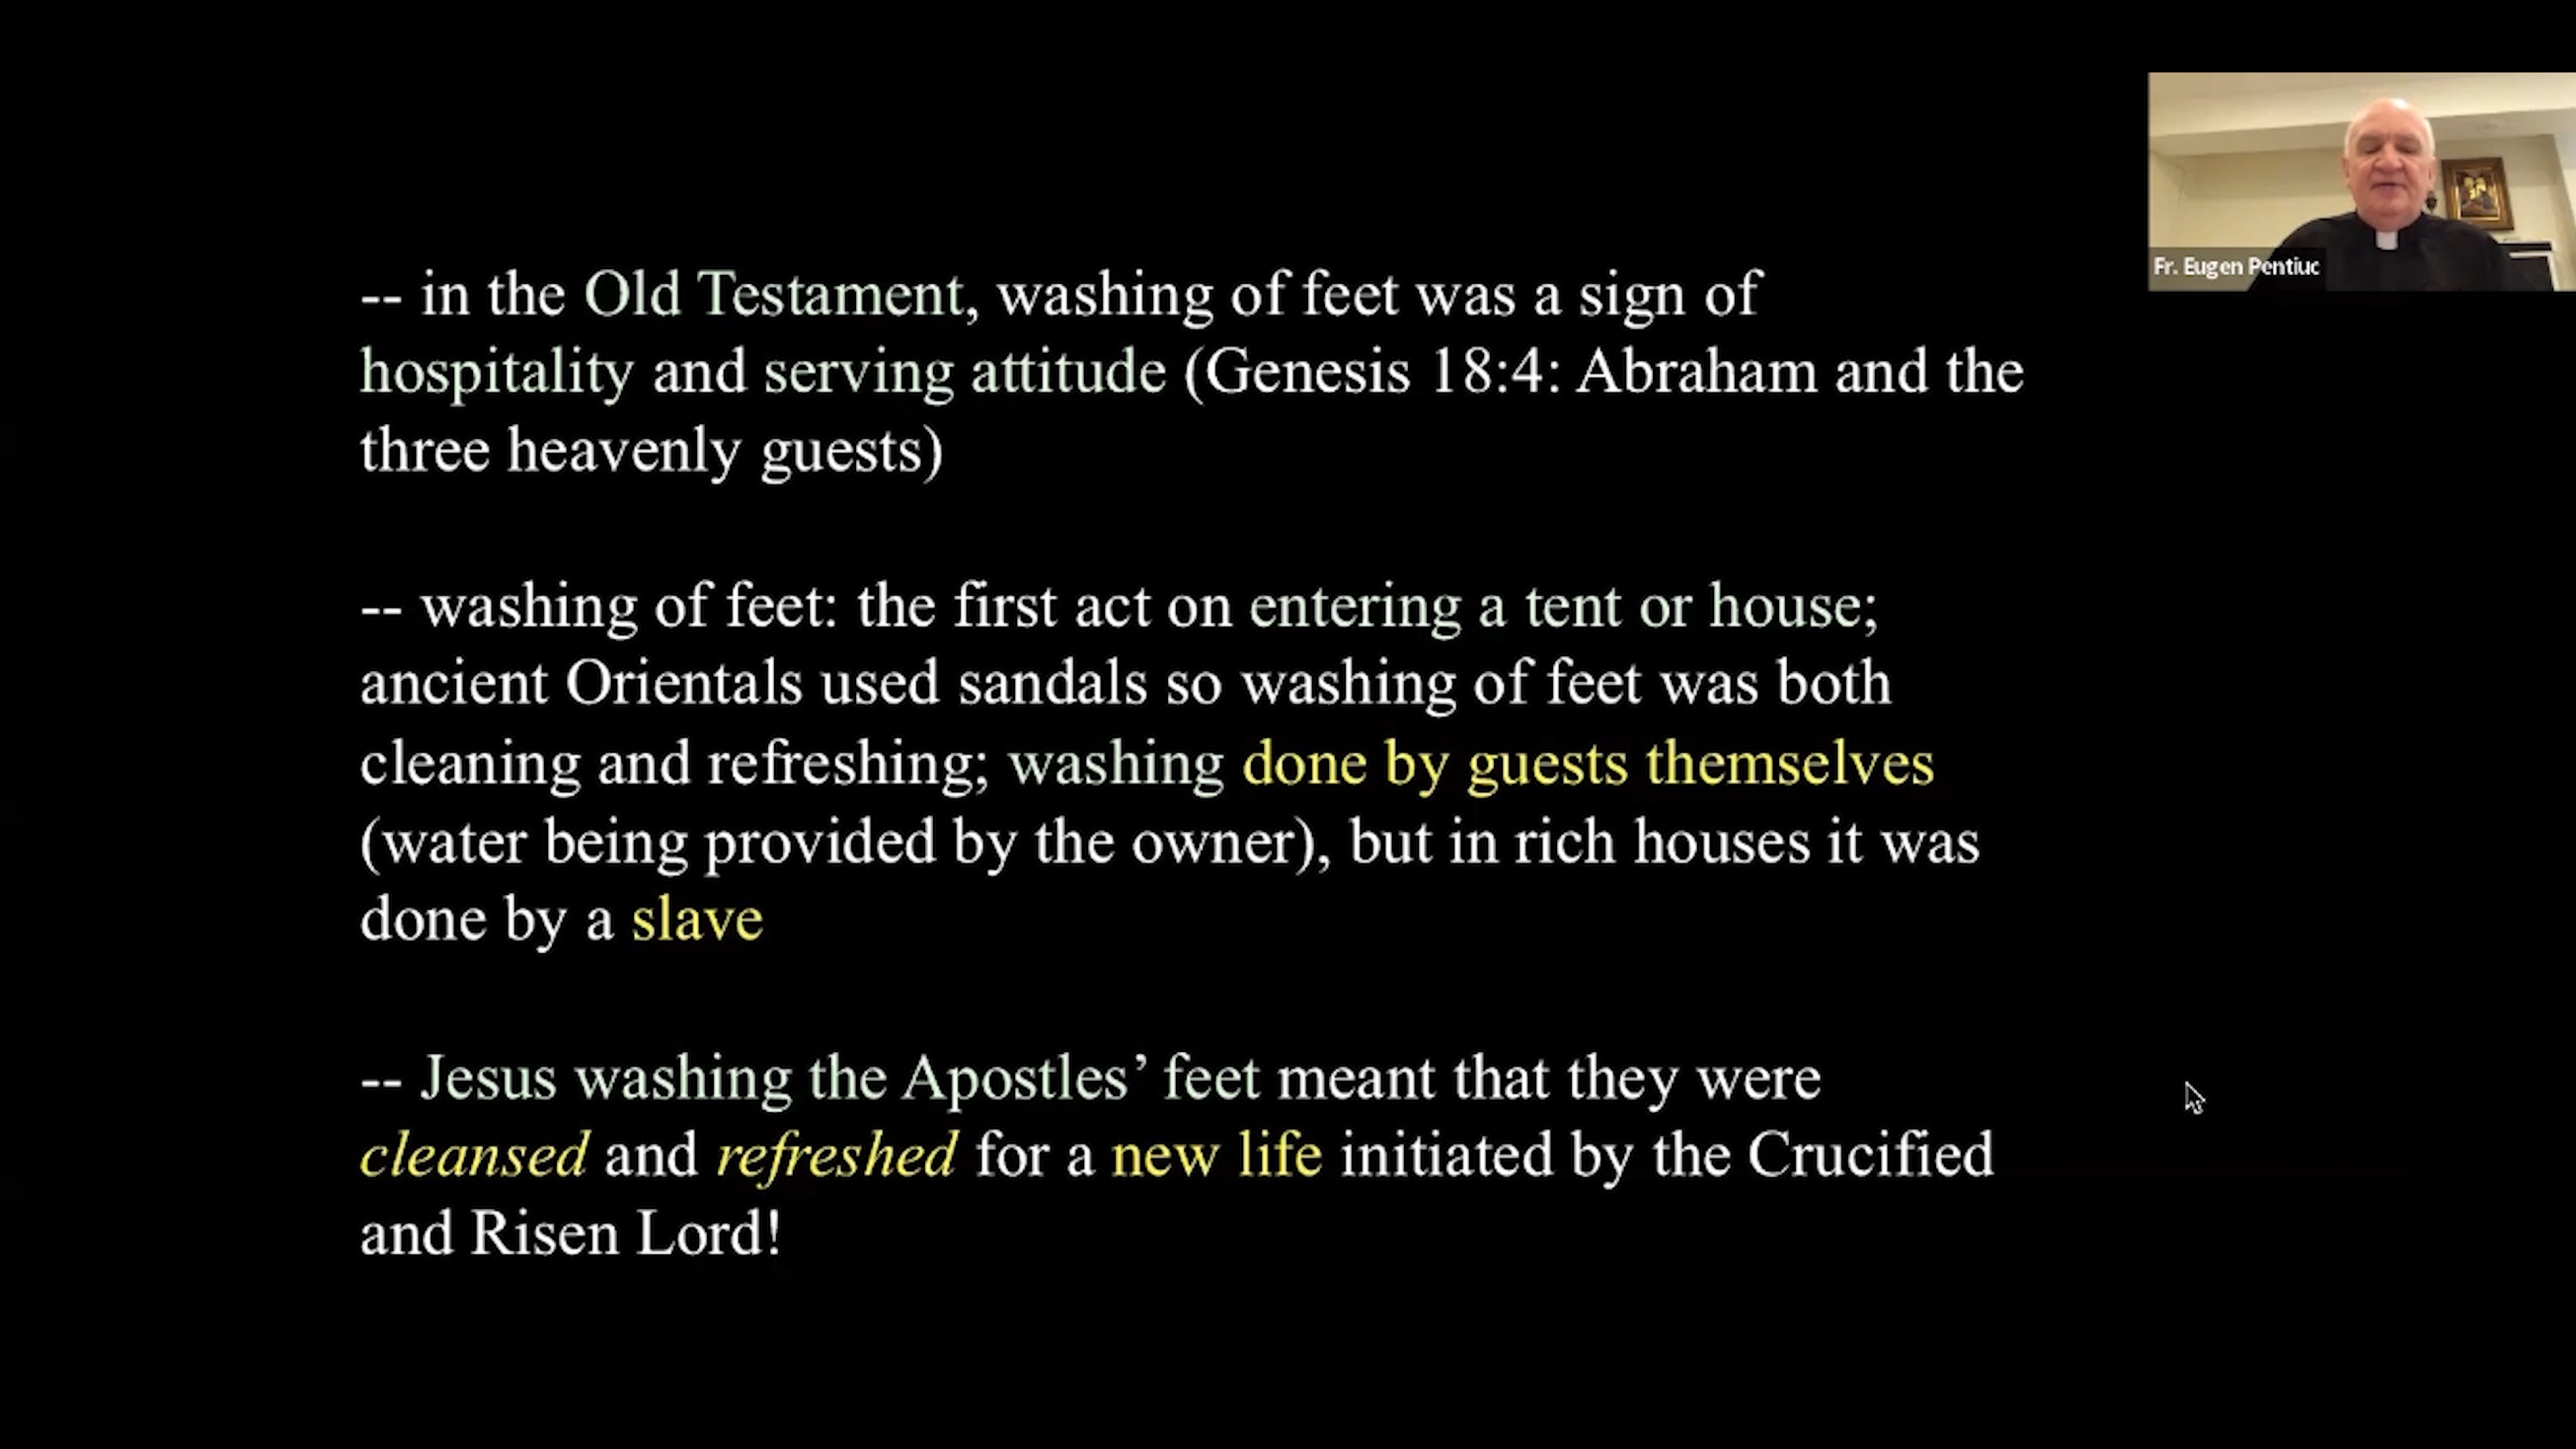 -- in the Old Testament, washing of feet was a sign of
hospitality and serving attitude (Genesis 18:4: Abraham and the
three heavenly guests)
-- washing of feet: the first act on entering a tent or house;
ancient Orientals used sandals so washing of feet was both
cleaning and refreshing; washing done by guests themselves
(water being provided by the owner), but in rich houses it was
done by a slave
-- Jesus washing the Apostles’ feet meant that they were
cleansed and refreshed for a new life initiated by the Crucified
and Risen Lord!
Fr. Eugen Pentiuc